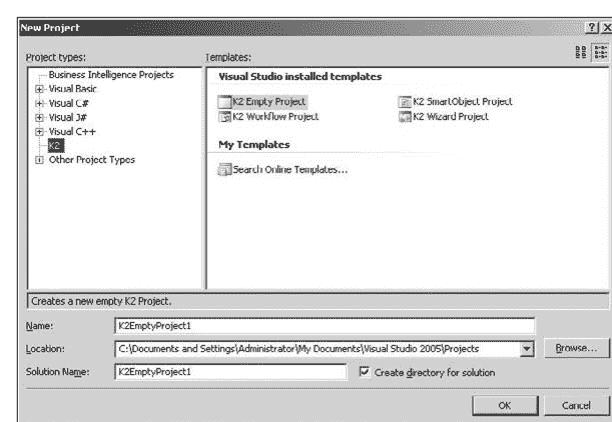 New Project
Project types:
Templates:
Business Intelligence Projects
Visual Basic
Visual C#
Visual J#
Visual C++
K2
Other Project Types
Visual Studio installed templates
K2 Empty Project
K2 SmartObject Project
K2 Workflow Project
K2 Wizard Project
My Templates
Search Online Templates...
Creates a new empty K2 Project.
Name:
K2EmptyProject1
Location:
C:\Documents and Settings\Administrator\My Documents\Visual Studio 2005\Projects
Browse...
Solution Name:
K2EmptyProject1
Create directory for solution
OK
Cancel